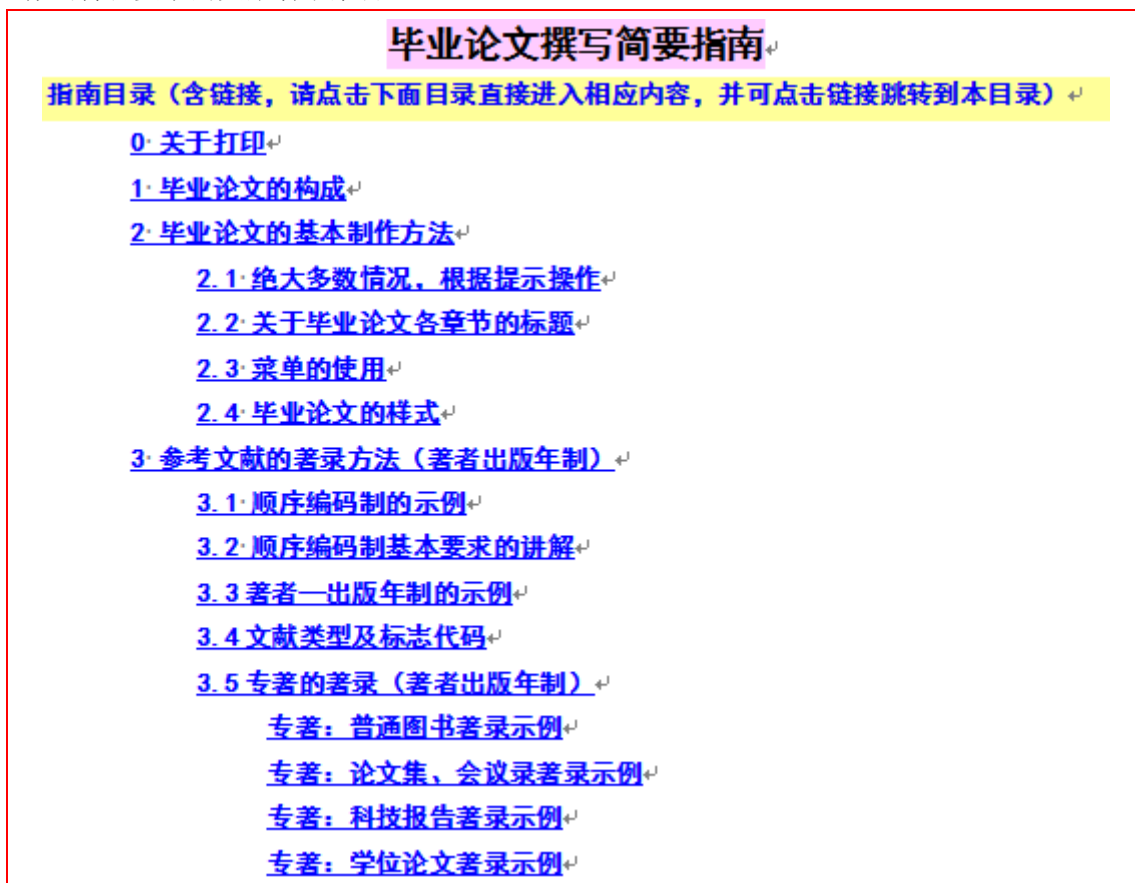 毕业论文撰写简要指南
指南目录（含链接，请点击下面目录直接进入相应内容，并可点击链接跳转到本目录）
0 关于打印
1 毕业论文的构成
2 毕业论文的基本制作方法
2.1 绝大多数情况，根据提示操作
2.2 关于毕业论文各章节的标题
2.3 菜单的使用
2.4 毕业论文的样式
3 参考文献的著录方法（著者出版年制）
3.1 顺序编码制的示例
3.2 顺序编码制基本要求的讲解
3.3 著者—出版年制的示例
3.4 文献类型及标志代码
3.5 专著的著录（著者出版年制）
专著：普通图书著录示例
专著：论文集、会议录著录示例
专著：科技报告著录示例
专著：学位论文著录示例